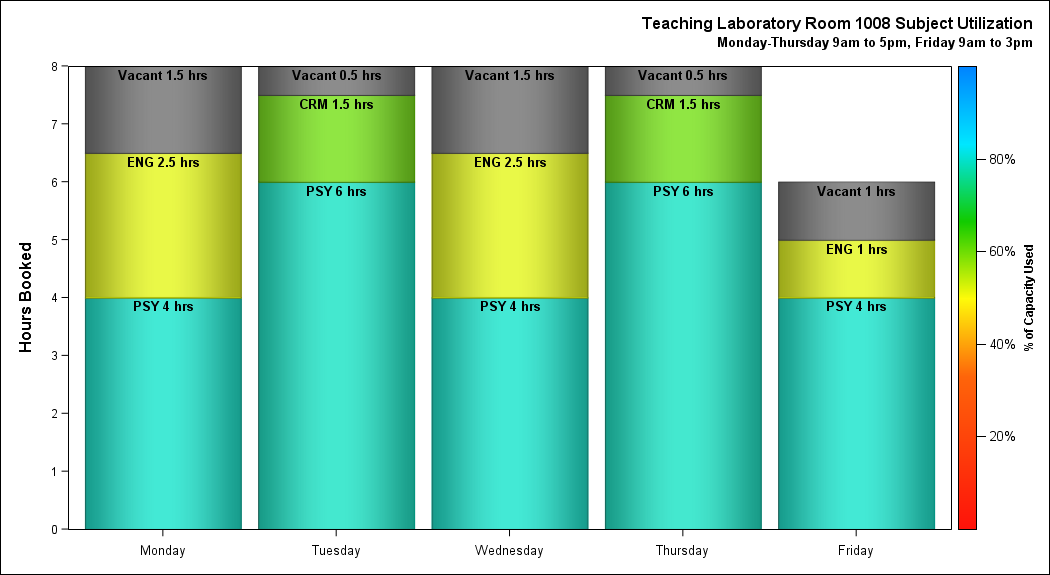 Teaching Laboratory Room 1008 Subject Utilization
Monday-Thursday 9am to 5pm, Friday 9am to 3pm
Hours Booked
8
7
6
5
4
3
2
1
0
Vacant 1.5 hrs
ENG 2.5 hrs
PSY 4 hrs
Vacant 0.5 hrs
CRM 1.5 hrs
PSY 6 hrs
Vacant 1.5 hrs
ENG 2.5 hrs
PSY 4 hrs
Vacant 0.5 hrs
CRM 1.5 hrs
PSY 6 hrs
Vacant 1 hrs
ENG 1 hrs
PSY 4 hrs
Monday
Tuesday
Wednesday
Thursday
Friday
80%
60%
40%
20%
% of Capacity Used